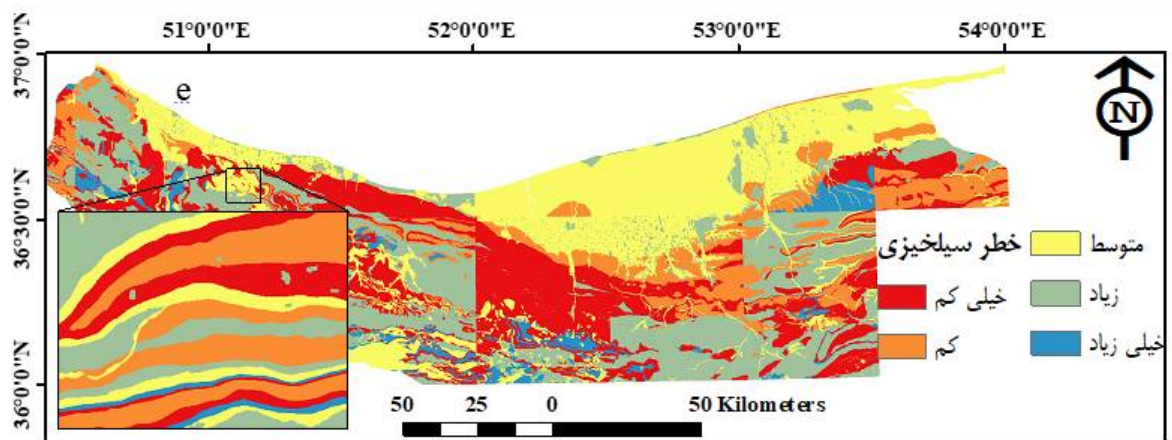 51°0'0"E 52°0'0"E 53°0'0"E 54°0'0"E
37°0'0"N
36°30'0"N
36°0'0"N
e
N
خطر سیلخیزی
خیلی کم
کم
متوسط
زیاد
خیلی زیاد
50 25 0 50 Kilometers